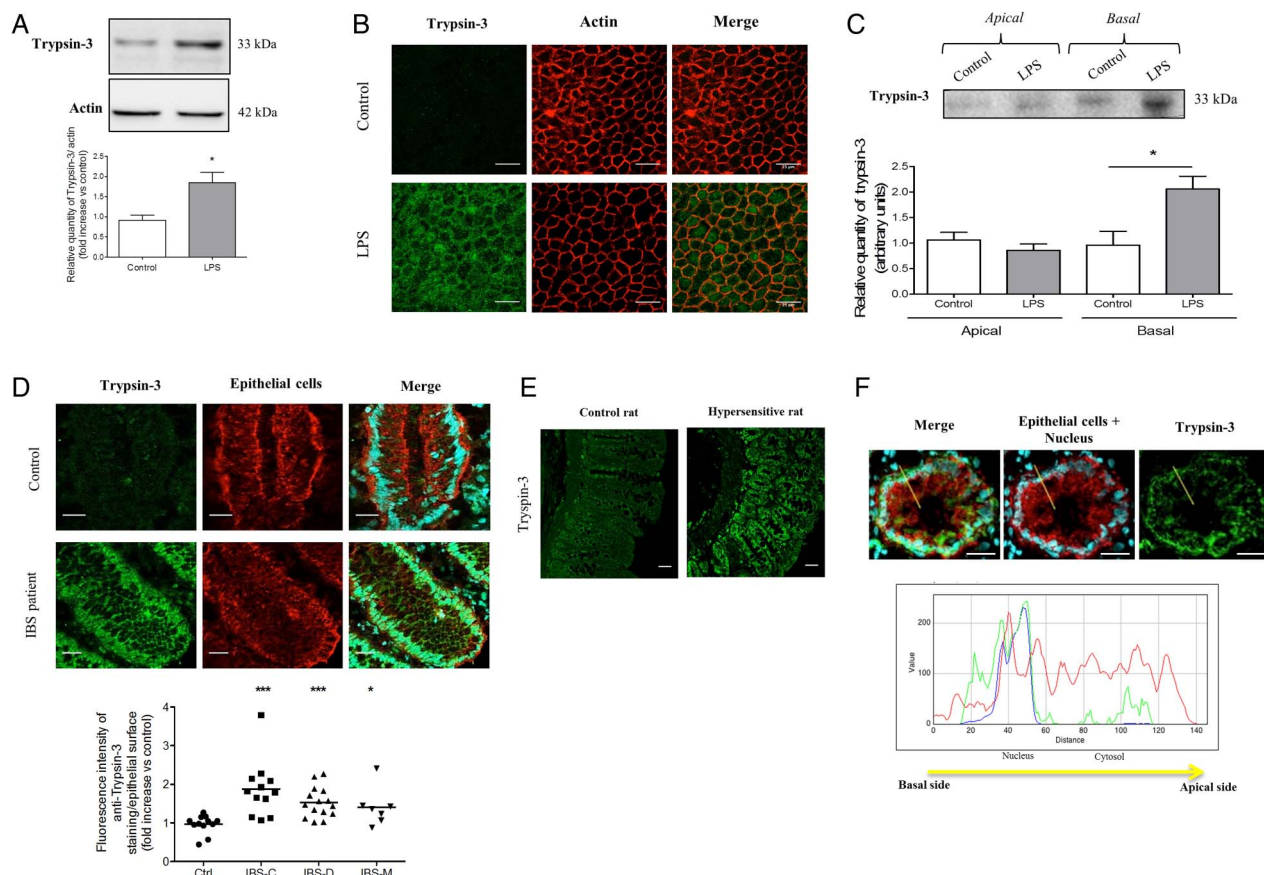 A
Trypsin-3
33 kDa
Actin
42 kDa
Relative quantity of Trypsin-3/ actin
(fold increase vs control)
2.5
2.0
1.5
1.0
0.5
0.0
*
Control
LPS
B
Trypsin-3
Actin
Merge
Control
LPS
C
Apical
Basal
Control
LPS
Control
LPS
Trypsin-3
33 kDa
Relative quantity of trypsin-3
(arbitrary units)
2.5
2.0
1.5
1.0
0.5
0.0
*
Control
LPS
Control
LPS
Apical
Basal
D
Trypsin-3
Epithelial cells
Merge
Control
IBS patient
Fluorescence intensity of
anti-Trypsin-3
staining/epithelial surface
(fold increase vs control)
4
3
2
1
0
***
***
*
Ctrl
IBS-C
IBS-D
IBS-M
E
Control rat
Hypersensitive rat
Tryspin-3
F
Merge
Epithelial cells +
Nucleus
Trypsin-3
Value
200
100
0
0
20
40
60
80
100
120
140
Distance
Nucleus
Cytosol
Basal side
Apical side